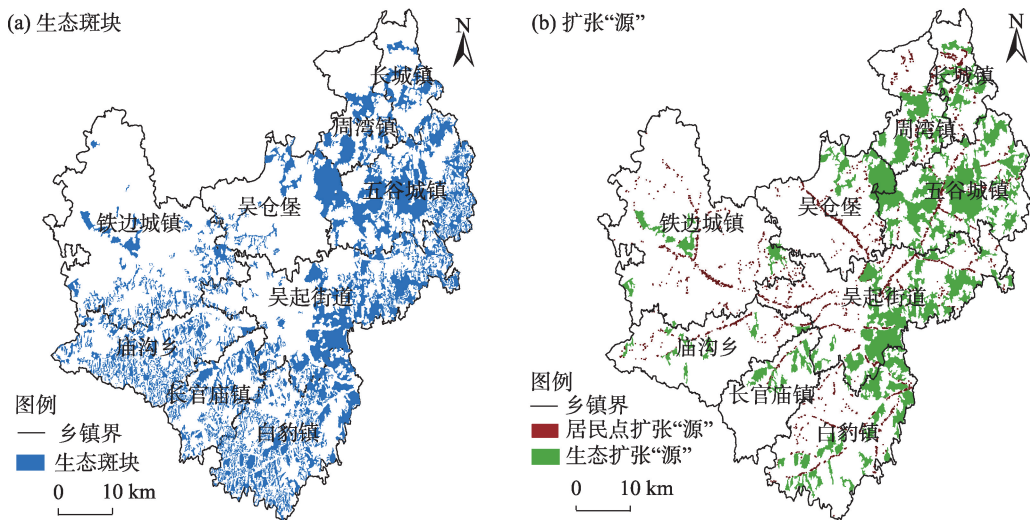 (a) 生态斑块
N
长城镇
周湾镇
五谷城镇
吴仓堡
铁边城镇
吴起街道
庙沟乡
长官庙镇
白豹镇
图例
乡镇界
生态斑块
0 10 km
(b) 扩张“源”
N
长城镇
周湾镇
五谷城镇
吴仓堡
铁边城镇
吴起街道
庙沟乡
长官庙镇
白豹镇
图例
乡镇界
居民点扩张“源”
生态扩张“源”
0 10 km